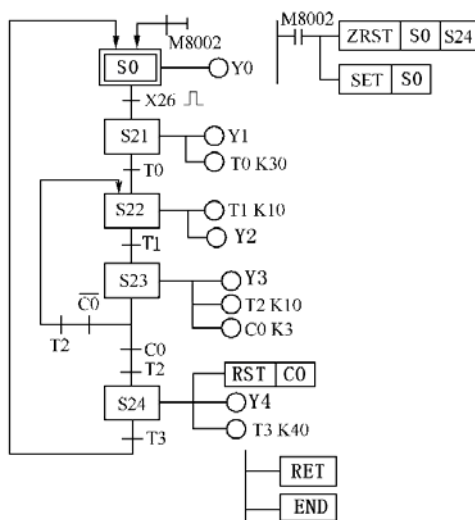 M8002
M8002
ZRST S0 S24
S0
Y0
SET S0
X26
S21
Y1
T0 K30
T0
S22
T1 K10
Y2
T1
S23
Y3
T2 K10
C0 K3
C0
T2
C0
T2
RST C0
S24
Y4
T3 K40
T3
RET
END